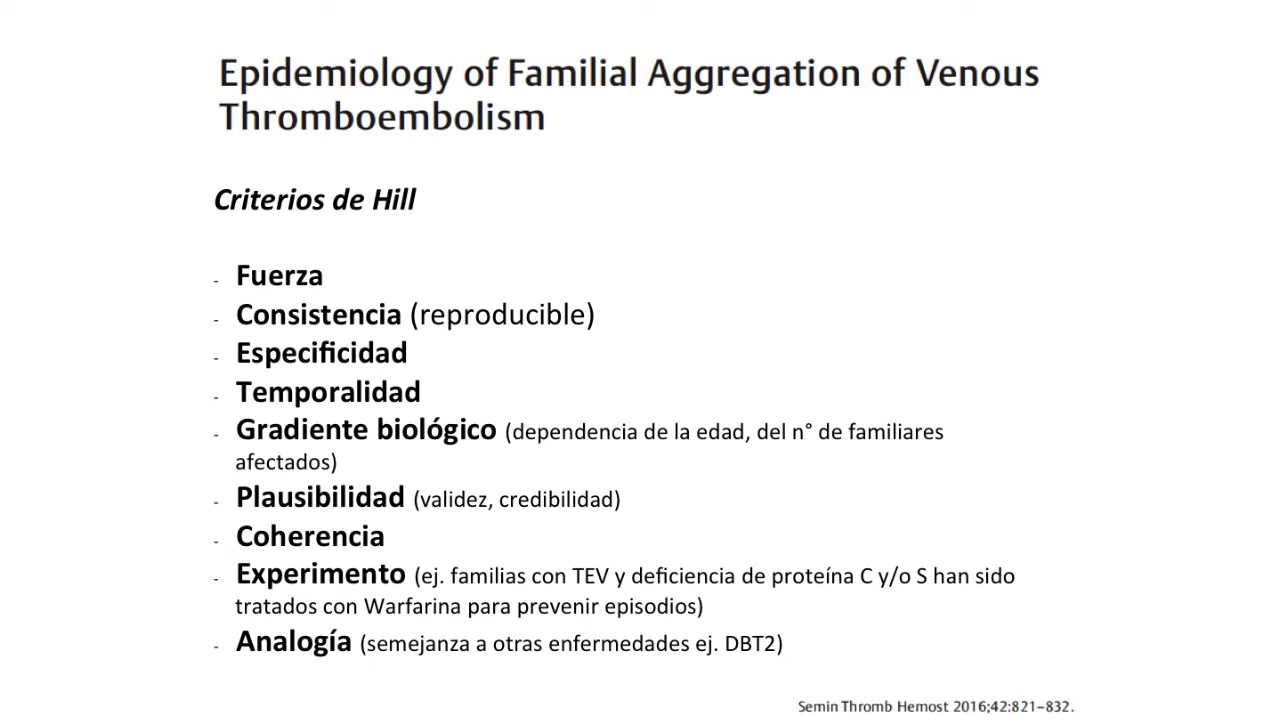 Epidemiology of Familial Aggregation of Venous
Thromboembolism
Criterios de Hill
- Fuerza
- Consistencia (reproducible)
- Especificidad
- Temporalidad
- Gradiente biológico (dependencia de la edad, del n° de familiares
afectados)
- Plausibilidad (validez, credibilidad)
- Coherencia
- Experimento (ej. familias con TEV y deficiencia de proteína C y/o S han sido
tratados con Warfarina para prevenir episodios)
- Analogía (semejanza a otras enfermedades ej. DBT2)
Semin Thromb Hemost 2016;42:821–832.